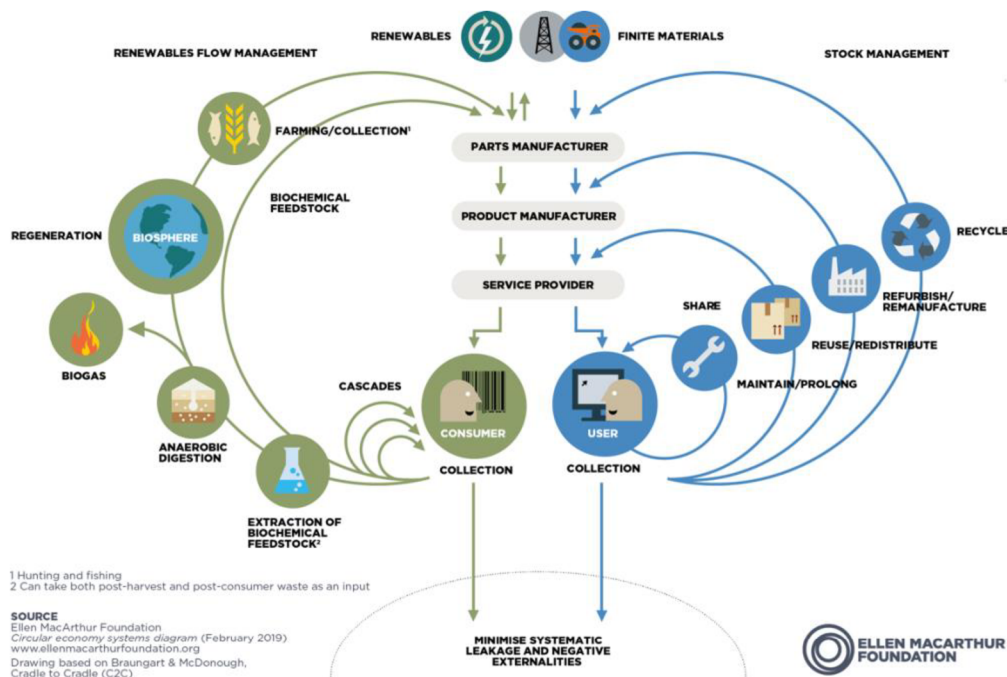 RENEWABLES
FINITE MATERIALS
RENEWABLES FLOW MANAGEMENT
STOCK MANAGEMENT
FARMING/COLLECTION¹
PARTS MANUFACTURER
BIOCHEMICAL
FEEDSTOCK
PRODUCT MANUFACTURER
REGENERATION
BIOSPHERE
RECYCLE
SERVICE PROVIDER
SHARE
REFURBISH/
REMANUFACTURE
REUSE/REDISTRIBUTE
BIOGAS
CASCADES
MAINTAIN/PROLONG
CONSUMER
USER
ANAEROBIC
DIGESTION
COLLECTION
COLLECTION
EXTRACTION OF
BIOCHEMICAL
FEEDSTOCK²
1 Hunting and fishing
2 Can take both post-harvest and post-consumer waste as an input
SOURCE
Ellen MacArthur Foundation
Circular economy systems diagram (February 2019)
www.ellenmacarthurfoundation.org
Drawing based on Braungart & McDonough,
Cradle to Cradle (C2C)
MINIMISE SYSTEMATIC
LEAKAGE AND NEGATIVE
EXTERNALITIES
ELLEN MACARTHUR
FOUNDATION